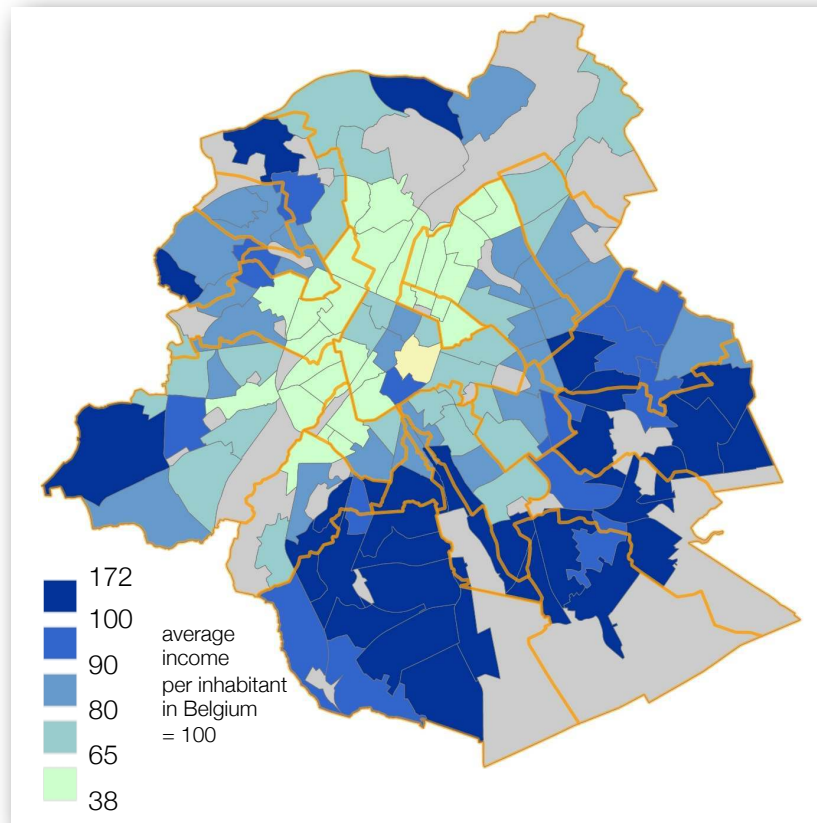 172
100
90
80
65
38
average
income
per inhabitant
in Belgium
= 100